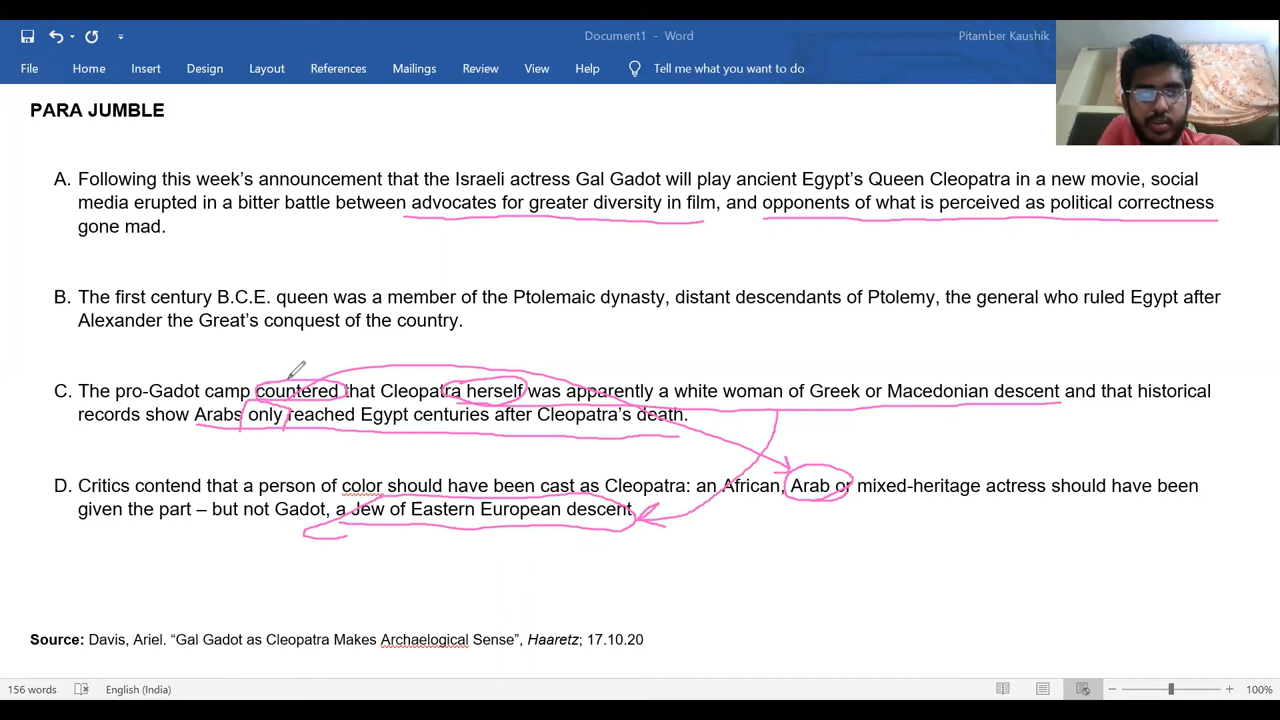 Document1 - Word
Pitamber Kaushik
File Home Insert Design Layout References Mailings Review View Help Tell me what you want to do
PARA JUMBLE
A. Following this week's announcement that the Israeli actress Gal Gadot will play ancient Egypt's Queen Cleopatra in a new movie, social
media erupted in a bitter battle between advocates for greater diversity in film, and opponents of what is perceived as political correctness
gone mad.
B. The first century B.C.E. queen was a member of the Ptolemaic dynasty, distant descendants of Ptolemy, the general who ruled Egypt after
Alexander the Great's conquest of the country.
C. The pro-Gadot camp countered that Cleopatra herself was apparently a white woman of Greek or Macedonian descent and that historical
records show Arabs only reached Egypt centuries after Cleopatra's death.
D. Critics contend that a person of color should have been cast as Cleopatra: an African, Arab or mixed-heritage actress should have been
given the part – but not Gadot, a Jew of Eastern European descent.
Source: Davis, Ariel. “Gal Gadot as Cleopatra Makes Archaelogical Sense”, Haaretz; 17.10.20
156 words English (India) 100%